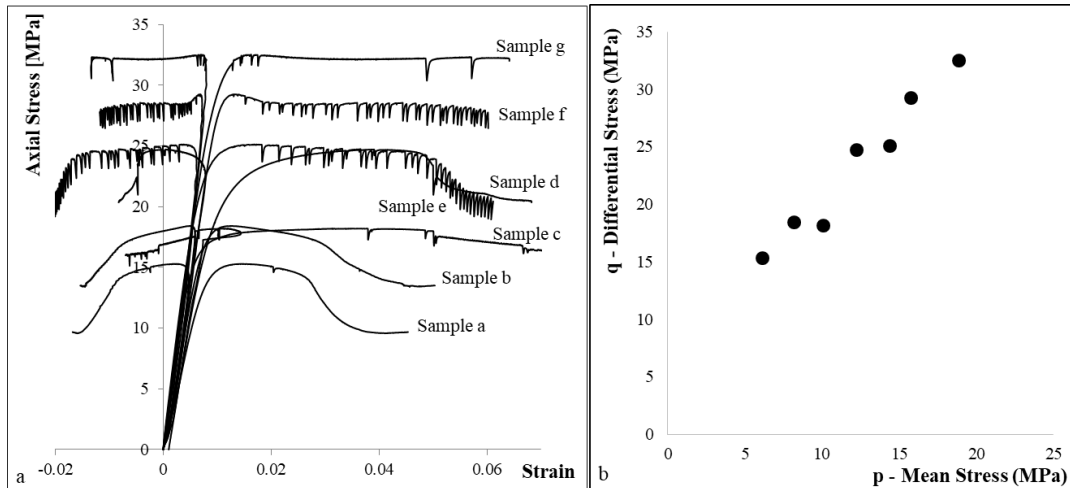 Axial Stress [MPa]
35
30
25
20
15
10
5
0
Sample g
Sample f
Sample d
Sample e
Sample c
Sample b
Sample a
-0.02
0
0.02
0.04
0.06
Strain
a
q - Differential Stress (MPa)
35
30
25
20
15
10
5
0
0
5
10
15
20
25
p - Mean Stress (MPa)
b